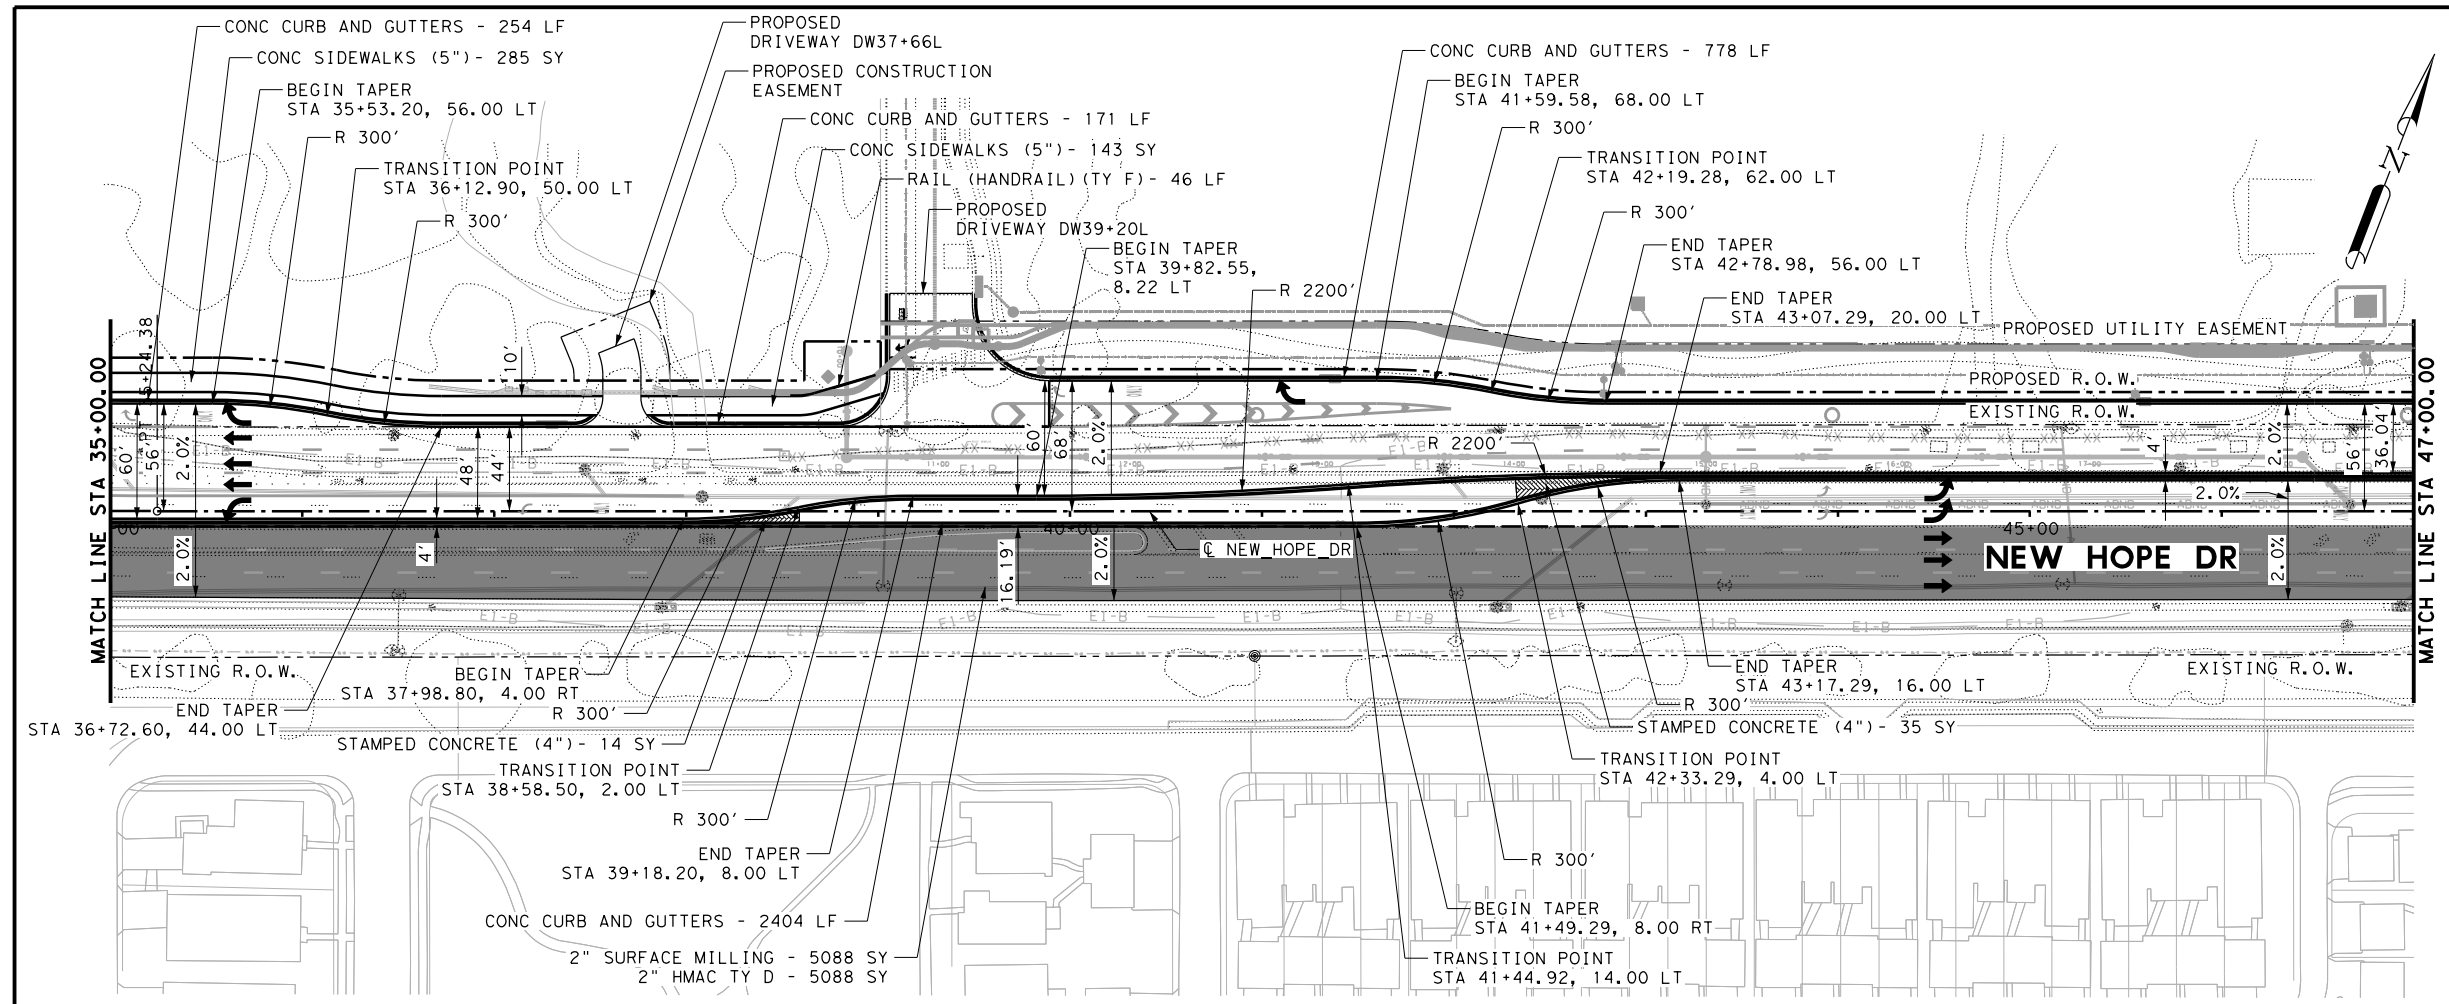 CONC CURB AND GUTTERS - 254 LF
CONC SIDEWALKS (5")- 285 SY
BEGIN TAPER
STA 35+53.20, 56.00 LT
R 300'
TRANSITION POINT
STA 36+12.90, 50.00 LT
R 300'
PROPOSED
DRIVEWAY DW37+66L
PROPOSED CONSTRUCTION
EASEMENT
CONC CURB AND GUTTERS - 171 LF
CONC SIDEWALKS (5")- 143 SY
RAIL (HANDRAIL)(TY F)- 46 LF
PROPOSED
DRIVEWAY DW39+20L
BEGIN TAPER
STA 39+82.55,
8.22 LT
R 2200'
CONC CURB AND GUTTERS - 778 LF
BEGIN TAPER
STA 41+59.58, 68.00 LT
R 300'
TRANSITION POINT
STA 42+19.28, 62.00 LT
R 300'
END TAPER
STA 42+78.98, 56.00 LT
END TAPER
STA 43+07.29, 20.00 LT
N
PROPOSED UTILITY EASEMENT
PROPOSED R.O.W.
EXISTING R.O.W.
MATCH LINE STA 35+00.00
60'
56'
PT
2.0%
2.0%
10'
48'
44'
4'
60'
68'
2.0%
R 2200'
4'
2.0%
56'
36.04'
2.0%
MATCH LINE STA 47+00.00
40+00
16.19'
2.0%
℄ NEW_HOPE_DR
45+00
NEW HOPE DR
2.0%
E1-B
E1-B
E1-B
E1-B
E1-B
E1-B
E1-B
E1-B
EXISTING R.O.W.
EXISTING R.O.W.
END TAPER
STA 36+72.60, 44.00 LT
BEGIN TAPER
STA 37+98.80, 4.00 RT
R 300'
STAMPED CONCRETE (4")- 14 SY
TRANSITION POINT
STA 38+58.50, 2.00 LT
R 300'
END TAPER
STA 39+18.20, 8.00 LT
CONC CURB AND GUTTERS - 2404 LF
2" SURFACE MILLING - 5088 SY
2" HMAC TY D - 5088 SY
END TAPER
STA 43+17.29, 16.00 LT
R 300'
STAMPED CONCRETE (4")- 35 SY
TRANSITION POINT
STA 42+33.29, 4.00 LT
R 300'
BEGIN TAPER
STA 41+49.29, 8.00 RT
TRANSITION POINT
STA 41+44.92, 14.00 LT